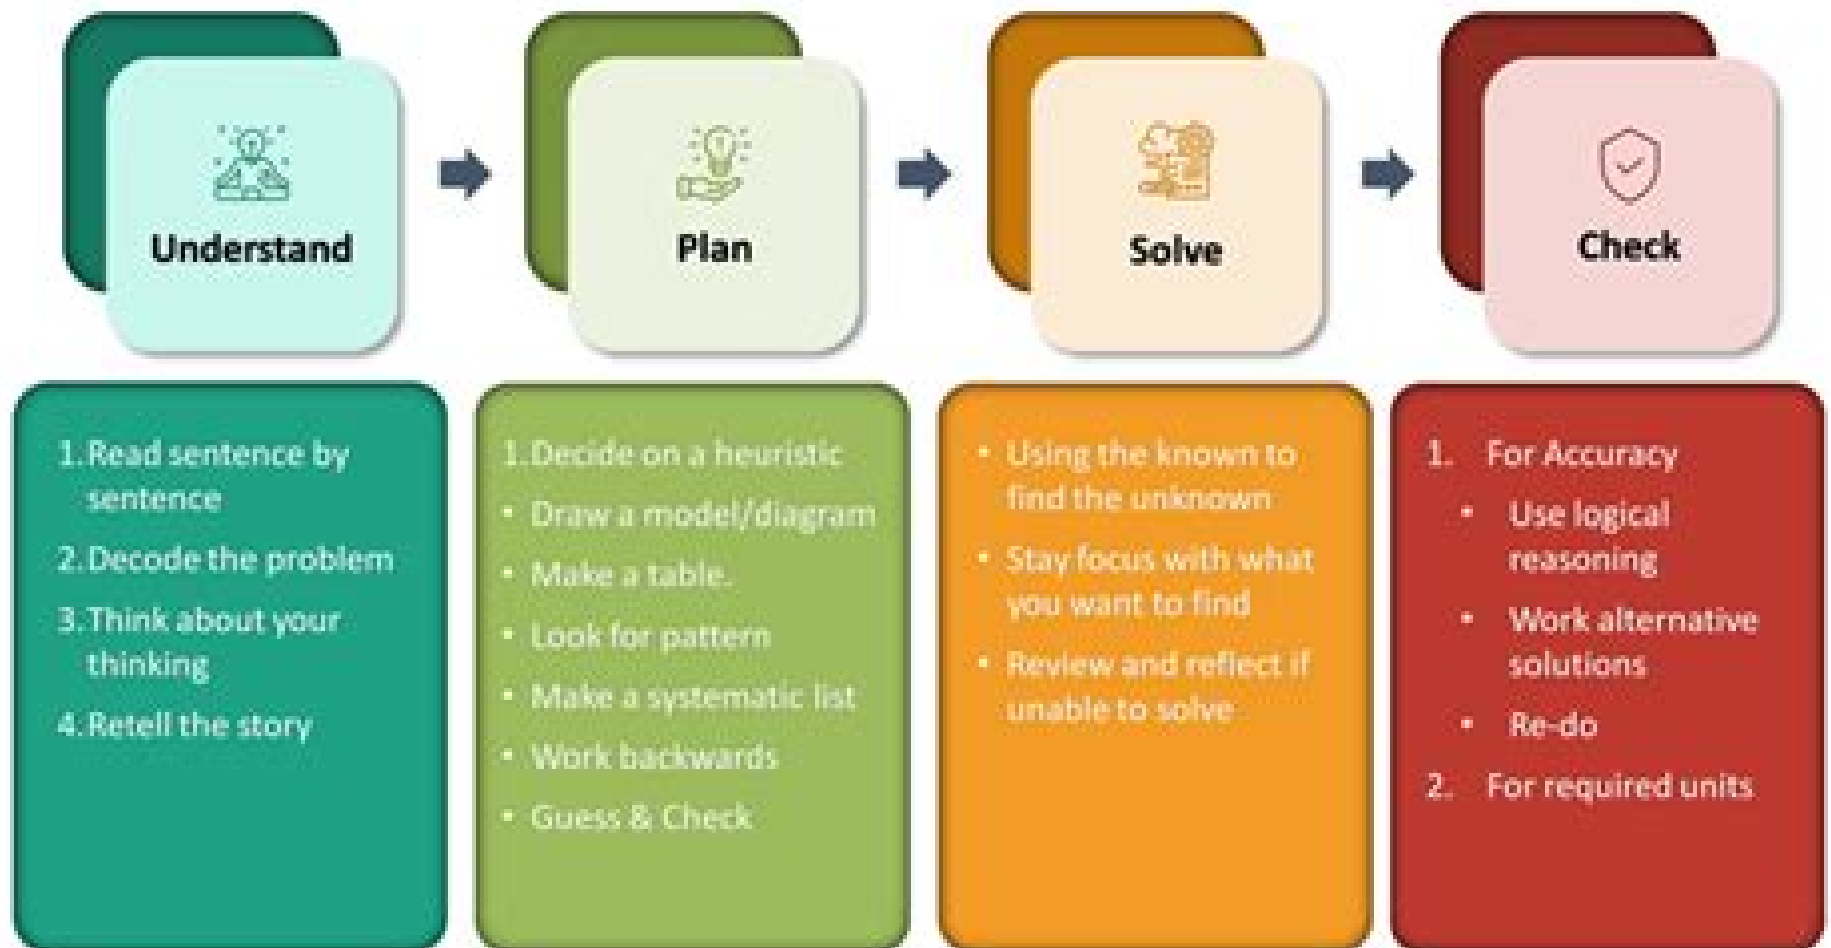 Understand
Plan
Solve
Check
1.Read sentence by
sentence
2.Decode the problem
3.Think about your
thinking
4.Retell the story
1.Decide on a heuristic
• Draw a model/diagram
• Make a table.
• Look for pattern
• Make a systematic list
• Work backwards
• Guess & Check
• Using the known to
find the unknown
• Stay focus with what
you want to find
• Review and reflect if
unable to solve
1. For Accuracy
• Use logical
reasoning
• Work alternative
solutions
• Re-do
2. For required units